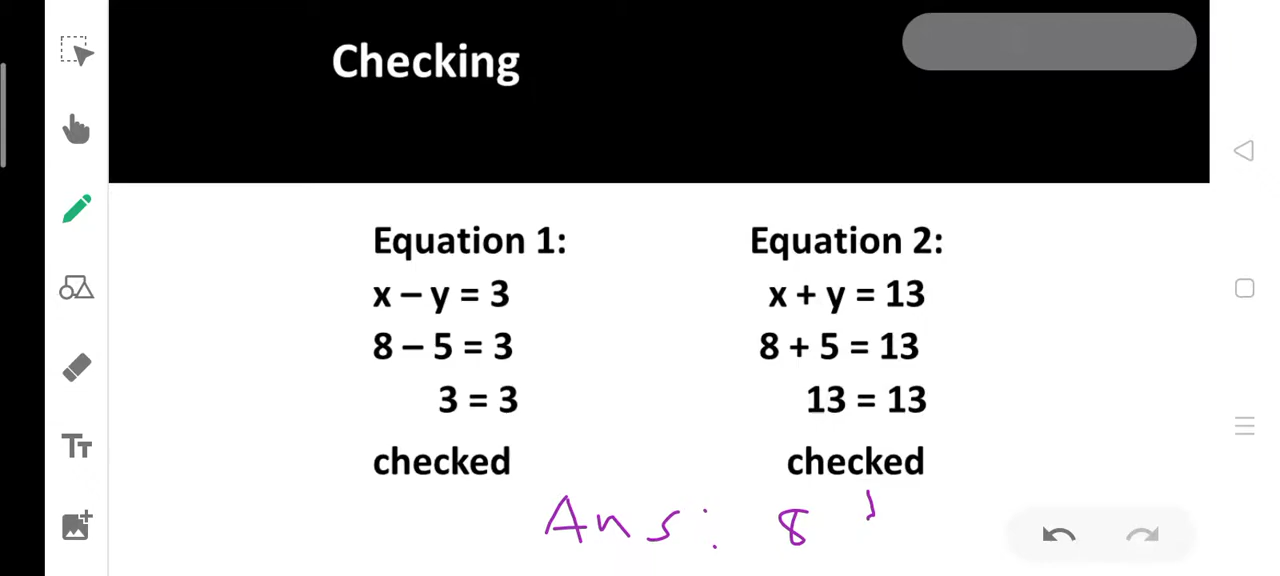 Checking
Equation 1:
x – y = 3
8 – 5 = 3
3 = 3
checked
Equation 2:
x + y = 13
8 + 5 = 13
13 = 13
checked
Ans: 8
TT